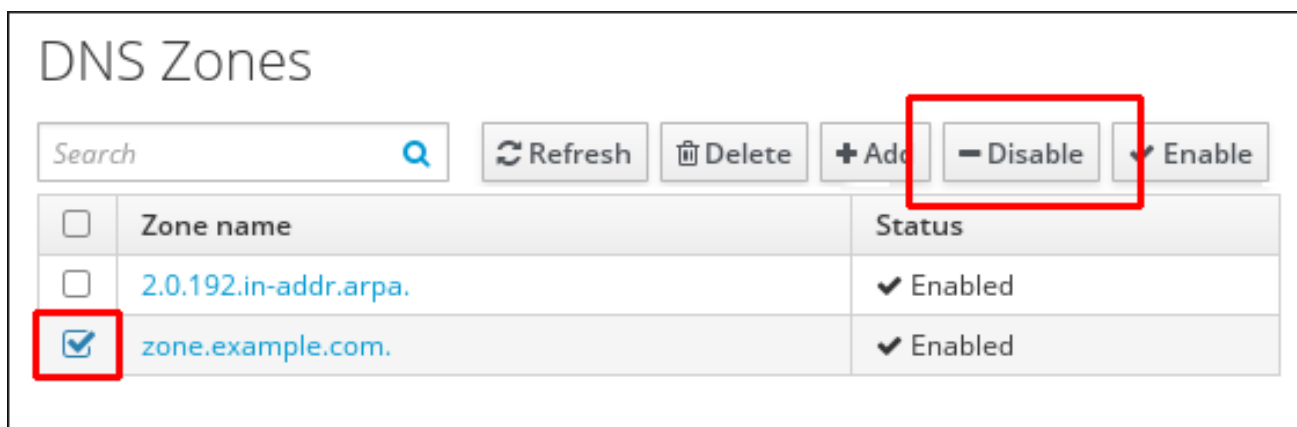 DNS Zones
Search Refresh Delete Add Disable Enable
Zone name Status
2.0.192.in-addr.arpa. Enabled
zone.example.com. Enabled